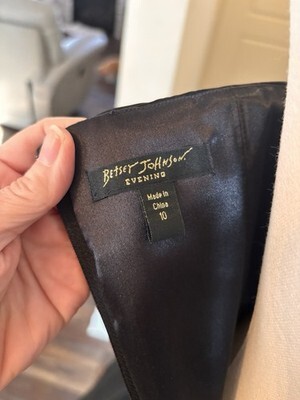 BETSEY JOHNSON.
EVENING
Made in
China
10